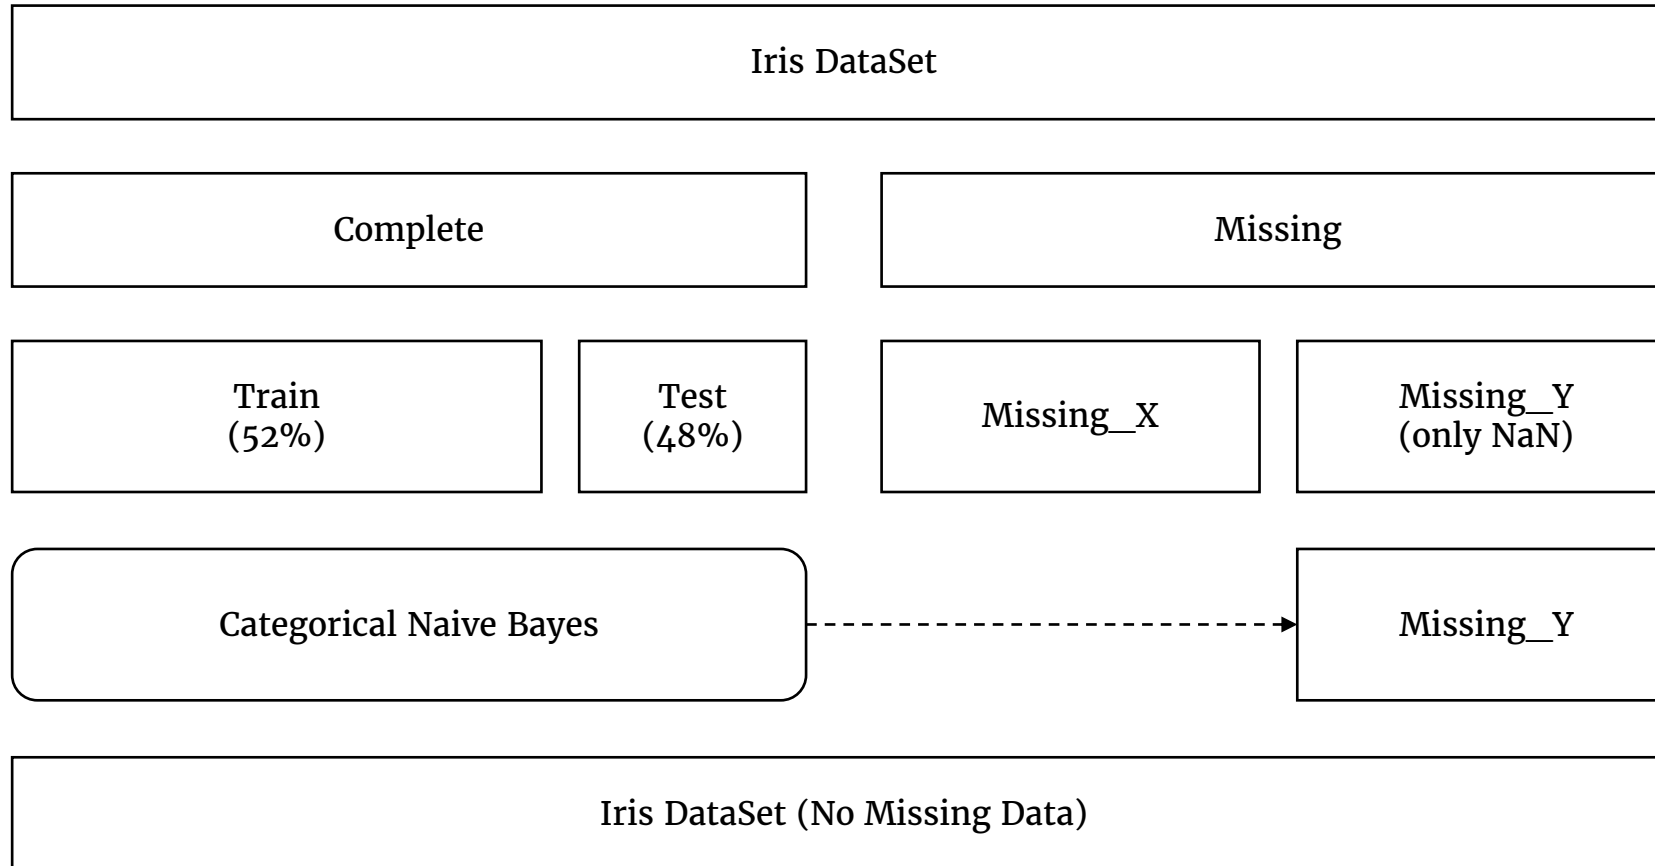 Iris DataSet
Complete
Missing
Train
(52%)
Test
(48%)
Missing_X
Missing_Y
(only NaN)
Categorical Naive Bayes
Missing_Y
Iris DataSet (No Missing Data)